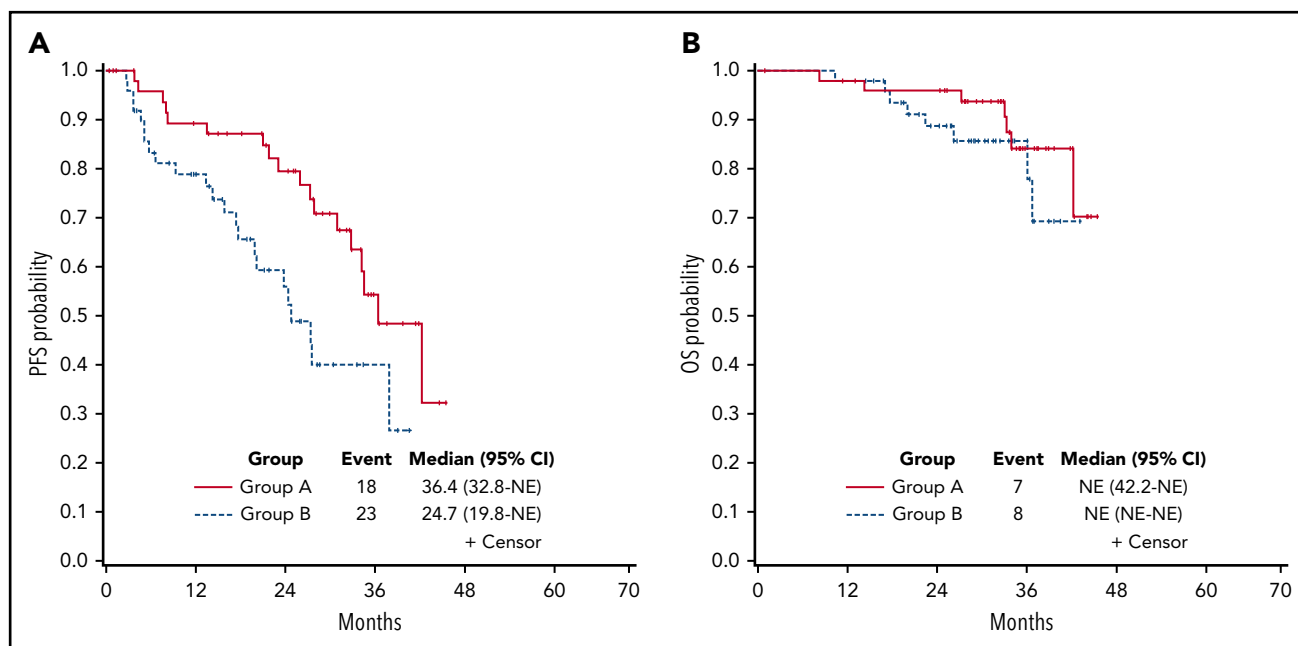 A
PFS probability
1.0
0.9
0.8
0.7
0.6
0.5
0.4
0.3
0.2
0.1
0.0
Group Event Median (95% CI)
Group A 18 36.4 (32.8-NE)
Group B 23 24.7 (19.8-NE)
+ Censor
0 12 24 36 48 60 70
Months
B
OS probability
1.0
0.9
0.8
0.7
0.6
0.5
0.4
0.3
0.2
0.1
0.0
Group Event Median (95% CI)
Group A 7 NE (42.2-NE)
Group B 8 NE (NE-NE)
+ Censor
0 12 24 36 48 60 70
Months